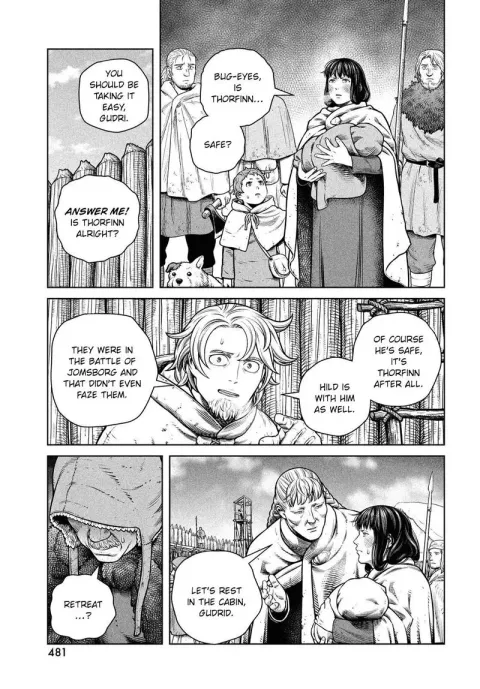 BUG-EYES,
IS
THORFINN...
SAFE?
YOU
SHOULD BE
TAKING IT
EASY,
GUDRI.
ANSWER ME!
IS THORFINN
ALRIGHT?
OF COURSE
HE'S SAFE,
IT'S
THORFINN
AFTER ALL.
HILD IS
WITH HIM
AS WELL.
THEY WERE IN
THE BATTLE OF
JOMSBORG AND
THAT DIDN'T EVEN
FAZE THEM.
LET'S REST
IN THE CABIN,
GUDRID.
RETREAT
...?
481